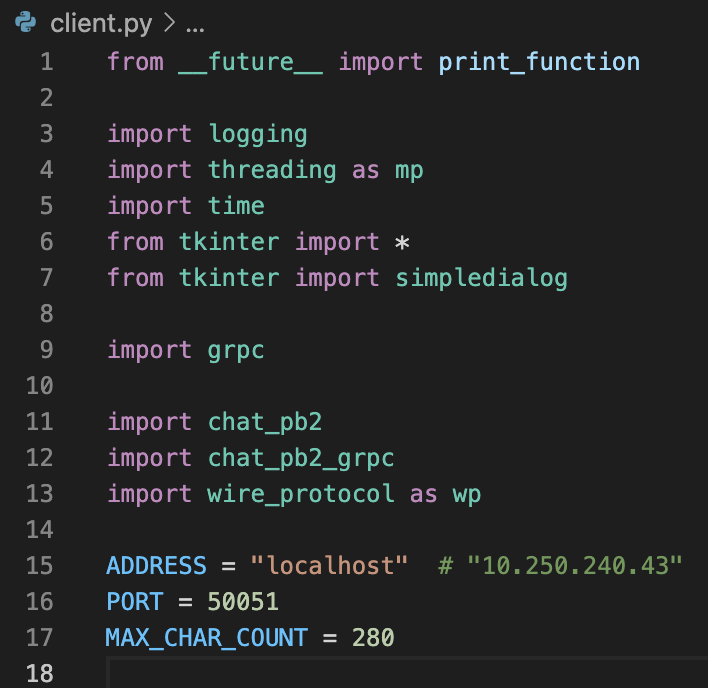 client.py > ...
1 from __future__ import print_function
2
3 import logging
4 import threading as mp
5 import time
6 from tkinter import *
7 from tkinter import simpledialog
8
9 import grpc
10
11 import chat_pb2
12 import chat_pb2_grpc
13 import wire_protocol as wp
14
15 ADDRESS = "localhost"  # "10.250.240.43"
16 PORT = 50051
17 MAX_CHAR_COUNT = 280
18